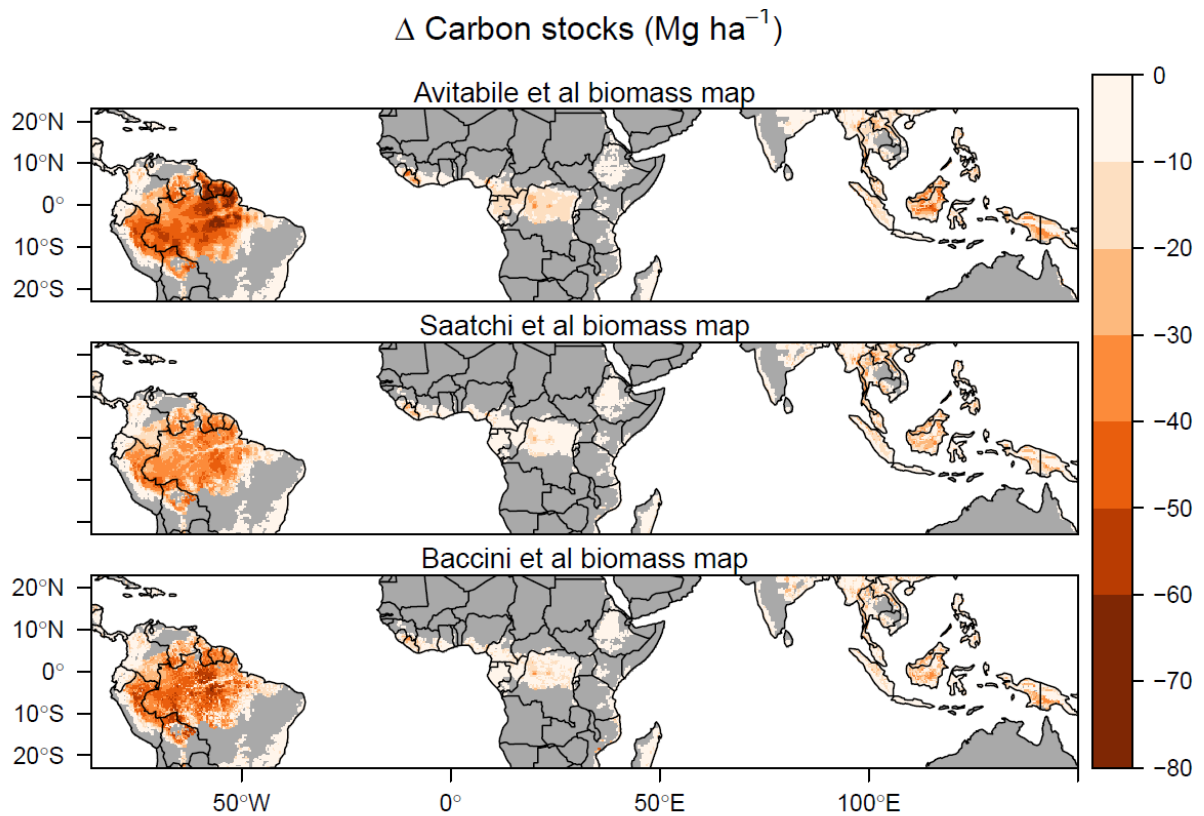 Δ Carbon stocks (Mg ha⁻¹)
Avitabile et al biomass map
20°N
10°N
0°
10°S
20°S
Saatchi et al biomass map
Baccini et al biomass map
20°N
10°N
0°
10°S
20°S
50°W
0°
50°E
100°E
0
−10
−20
−30
−40
−50
−60
−70
−80